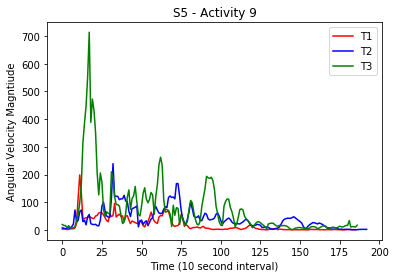 S5 - Activity 9
Angular Velocity Magntiude
700
600
500
400
300
200
100
0
T1
T2
T3
0 25 50 75 100 125 150 175 200
Time (10 second interval)